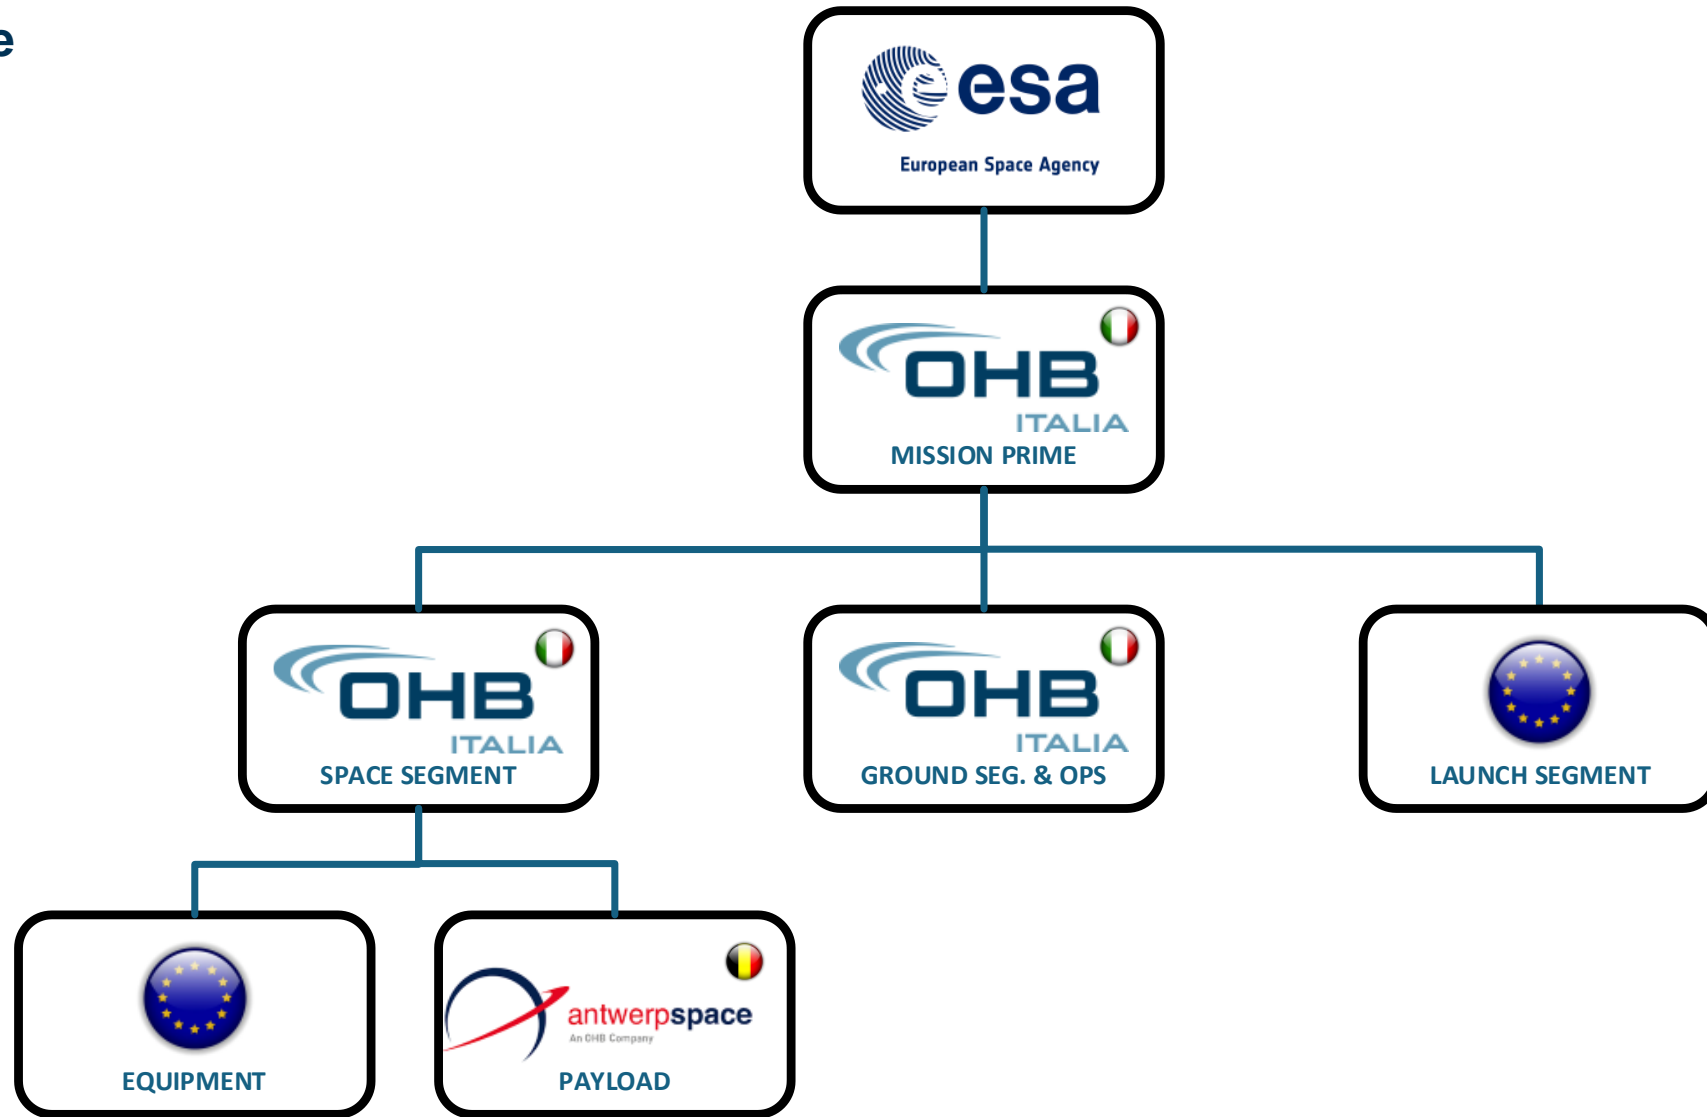 e
esa
European Space Agency
OHB
ITALIA
MISSION PRIME
OHB
ITALIA
SPACE SEGMENT
OHB
ITALIA
GROUND SEG. & OPS
LAUNCH SEGMENT
EQUIPMENT
antwerpspace
An OHB Company
PAYLOAD